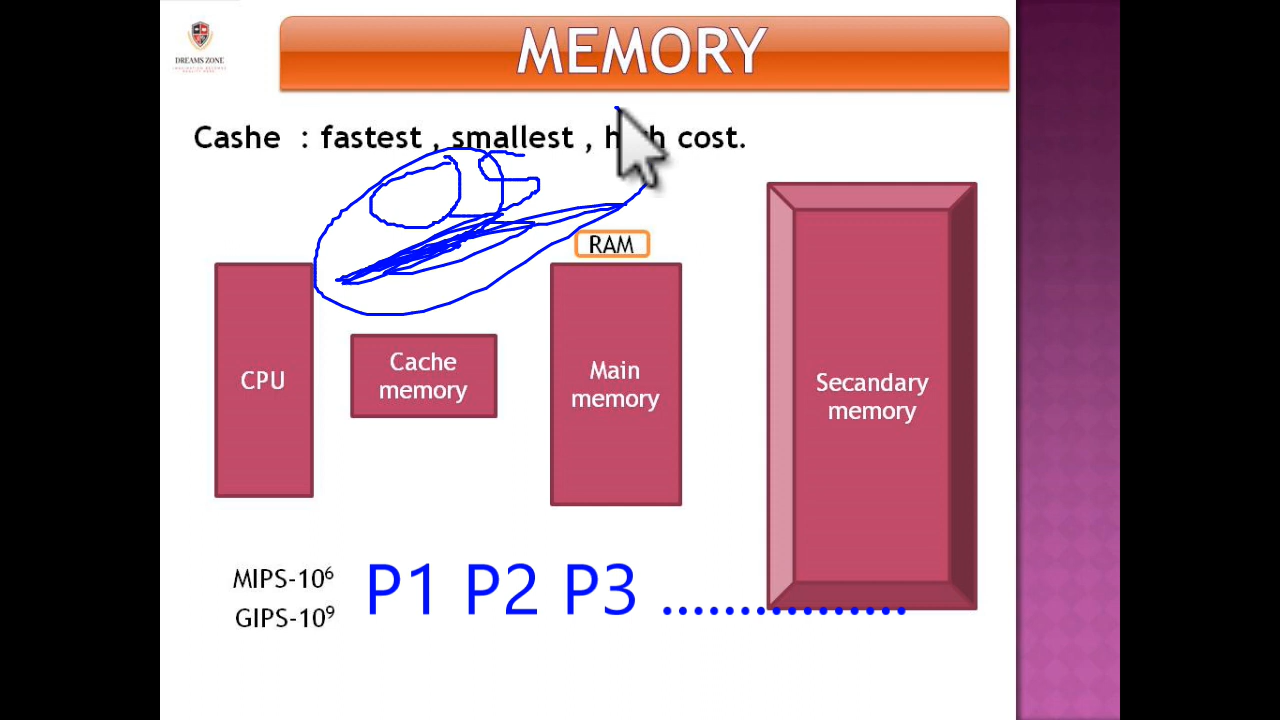 DREAMS ZONE
MEMORY
Cashe : fastest , smallest , high cost.
RAM
CPU
Cache
memory
Main
memory
Secandary
memory
MIPS-10⁶
GIPS-10⁹
P1 P2 P3 ................